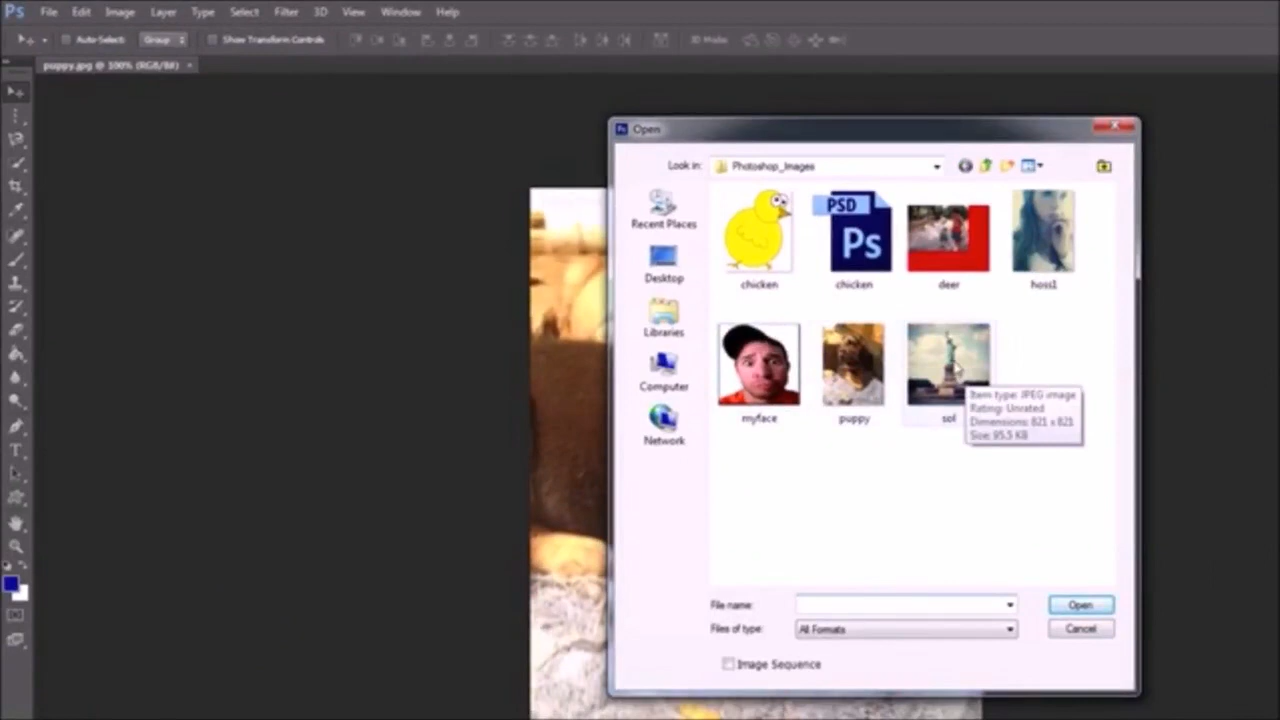 Ps File Edit Image Layer Type Select Filter 3D View Window Help
Auto-Select: Group Show Transform Controls 3D Mode:
puppy.jpg @ 100% (RGB/8#) ×
Ps Open
Look in: Photoshop_Images
Recent Places
Desktop
Libraries
Computer
Network
PSD
Ps
chicken chicken deer hoss1
myface puppy sol
Item type: JPEG image
Rating: Unrated
Dimensions: 821 x 821
Size: 95.5 KB
File name: Open
Files of type: All Formats Cancel
Image Sequence